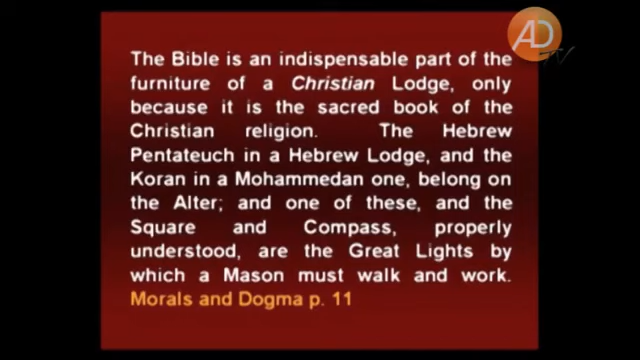 AD
TV
The Bible is an indispensable part of the
furniture of a Christian Lodge, only
because it is the sacred book of the
Christian religion. The Hebrew
Pentateuch in a Hebrew Lodge, and the
Koran in a Mohammedan one, belong on
the Alter; and one of these, and the
Square and Compass, properly
understood, are the Great Lights by
which a Mason must walk and work.
Morals and Dogma p. 11